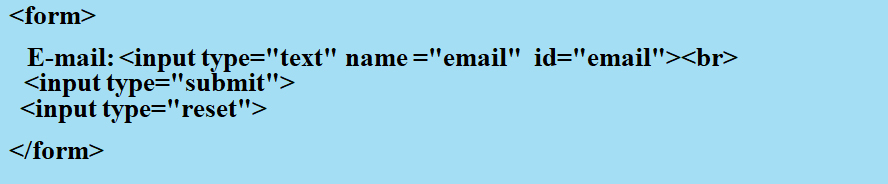 <form>
E-mail: <input type="text" name ="email"  id="email"><br>
<input type="submit">
<input type="reset">
</form>